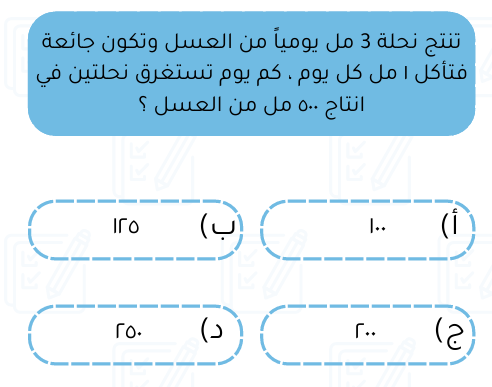 تنتج نحلة 3 مل يومياً من العسل وتكون جائعة
فتأكل ١ مل كل يوم ، كم يوم تستغرق نحلتين في
انتاج ٥٠٠ مل من العسل ؟
أ) ١٠٠
ب) ١٢٥
ج) ٢٠٠
د) ٢٥٠